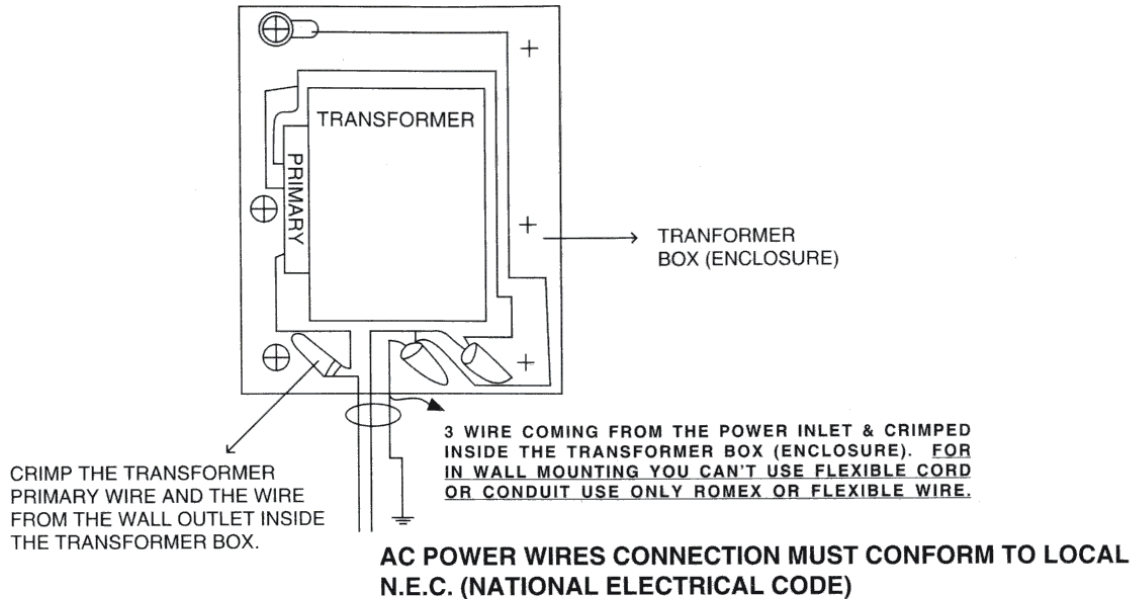 TRANSFORMER
PRIMARY
TRANFORMER
BOX (ENCLOSURE)
3 WIRE COMING FROM THE POWER INLET & CRIMPED
INSIDE THE TRANSFORMER BOX (ENCLOSURE). FOR
IN WALL MOUNTING YOU CAN'T USE FLEXIBLE CORD
OR CONDUIT USE ONLY ROMEX OR FLEXIBLE WIRE.
CRIMP THE TRANSFORMER
PRIMARY WIRE AND THE WIRE
FROM THE WALL OUTLET INSIDE
THE TRANSFORMER BOX.
AC POWER WIRES CONNECTION MUST CONFORM TO LOCAL
N.E.C. (NATIONAL ELECTRICAL CODE)